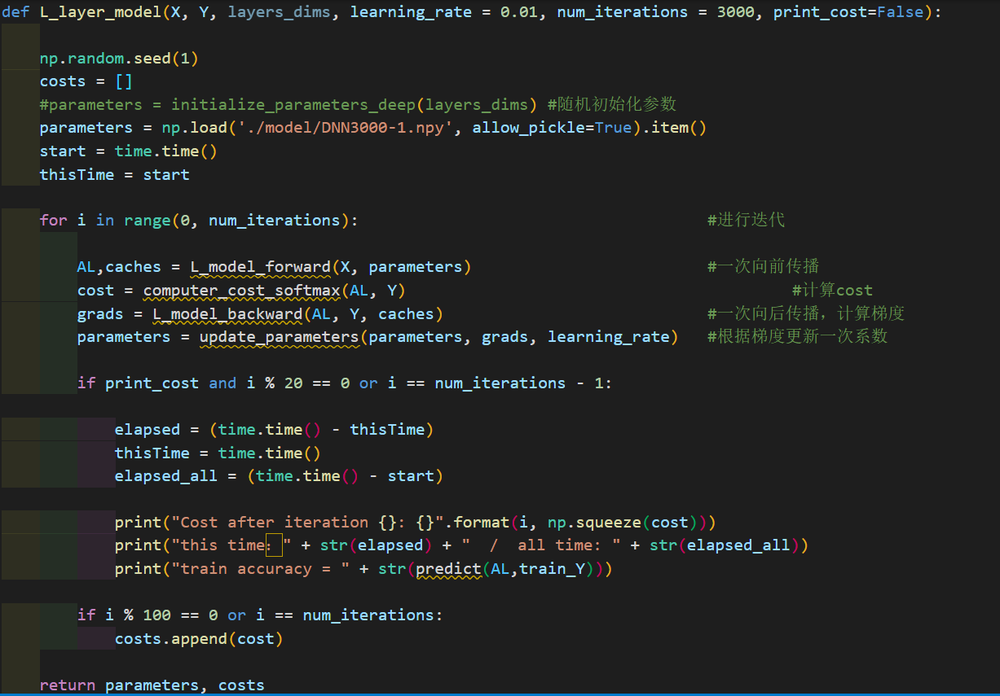 def L_layer_model(X, Y, layers_dims, learning_rate = 0.01, num_iterations = 3000, print_cost=False):
np.random.seed(1)
costs = []
#parameters = initialize_parameters_deep(layers_dims) #随机初始化参数
parameters = np.load('./model/DNN3000-1.npy', allow_pickle=True).item()
start = time.time()
thisTime = start
for i in range(0, num_iterations): #进行迭代
AL,caches = L_model_forward(X, parameters) #一次向前传播
cost = computer_cost_softmax(AL, Y) #计算cost
grads = L_model_backward(AL, Y, caches) #一次向后传播，计算梯度
parameters = update_parameters(parameters, grads, learning_rate) #根据梯度更新一次系数
if print_cost and i % 20 == 0 or i == num_iterations - 1:
elapsed = (time.time() - thisTime)
thisTime = time.time()
elapsed_all = (time.time() - start)
print("Cost after iteration {}: {}".format(i, np.squeeze(cost)))
print("this time：" + str(elapsed) + "  /  all time: " + str(elapsed_all))
print("train accuracy = " + str(predict(AL,train_Y)))
if i % 100 == 0 or i == num_iterations:
costs.append(cost)
return parameters, costs